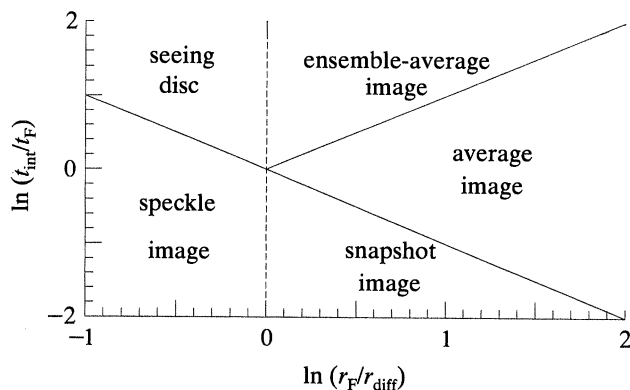 2
seeing
disc
ensemble-average
image
ln (t_int/t_F)
0
average
image
speckle
image
snapshot
image
−2
−1
0
1
2
ln (r_F/r_diff)